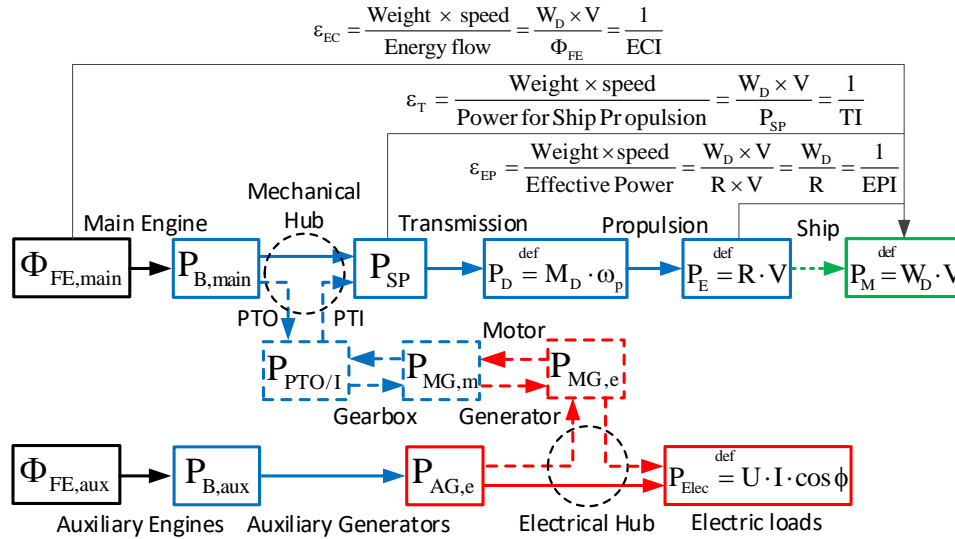 ε_EC = Weight × speed / Energy flow = W_D × V / Φ_FE = 1 / ECI
ε_T = Weight × speed / Power for Ship Propulsion = W_D × V / P_SP = 1 / TI
ε_EP = Weight × speed / Effective Power = W_D × V / R × V = W_D / R = 1 / EPI
Mechanical
Hub
Main Engine
Transmission
Propulsion
Ship
Φ_FE,main
P_B,main
P_SP
P_D def= M_D · ω_p
P_E def= R · V
P_M def= W_D · V
PTO
PTI
Motor
P_PTO/I
P_MG,m
P_MG,e
Gearbox
Generator
Φ_FE,aux
P_B,aux
P_AG,e
P_Elec def= U · I · cos ϕ
Auxiliary Engines
Auxiliary Generators
Electrical Hub
Electric loads